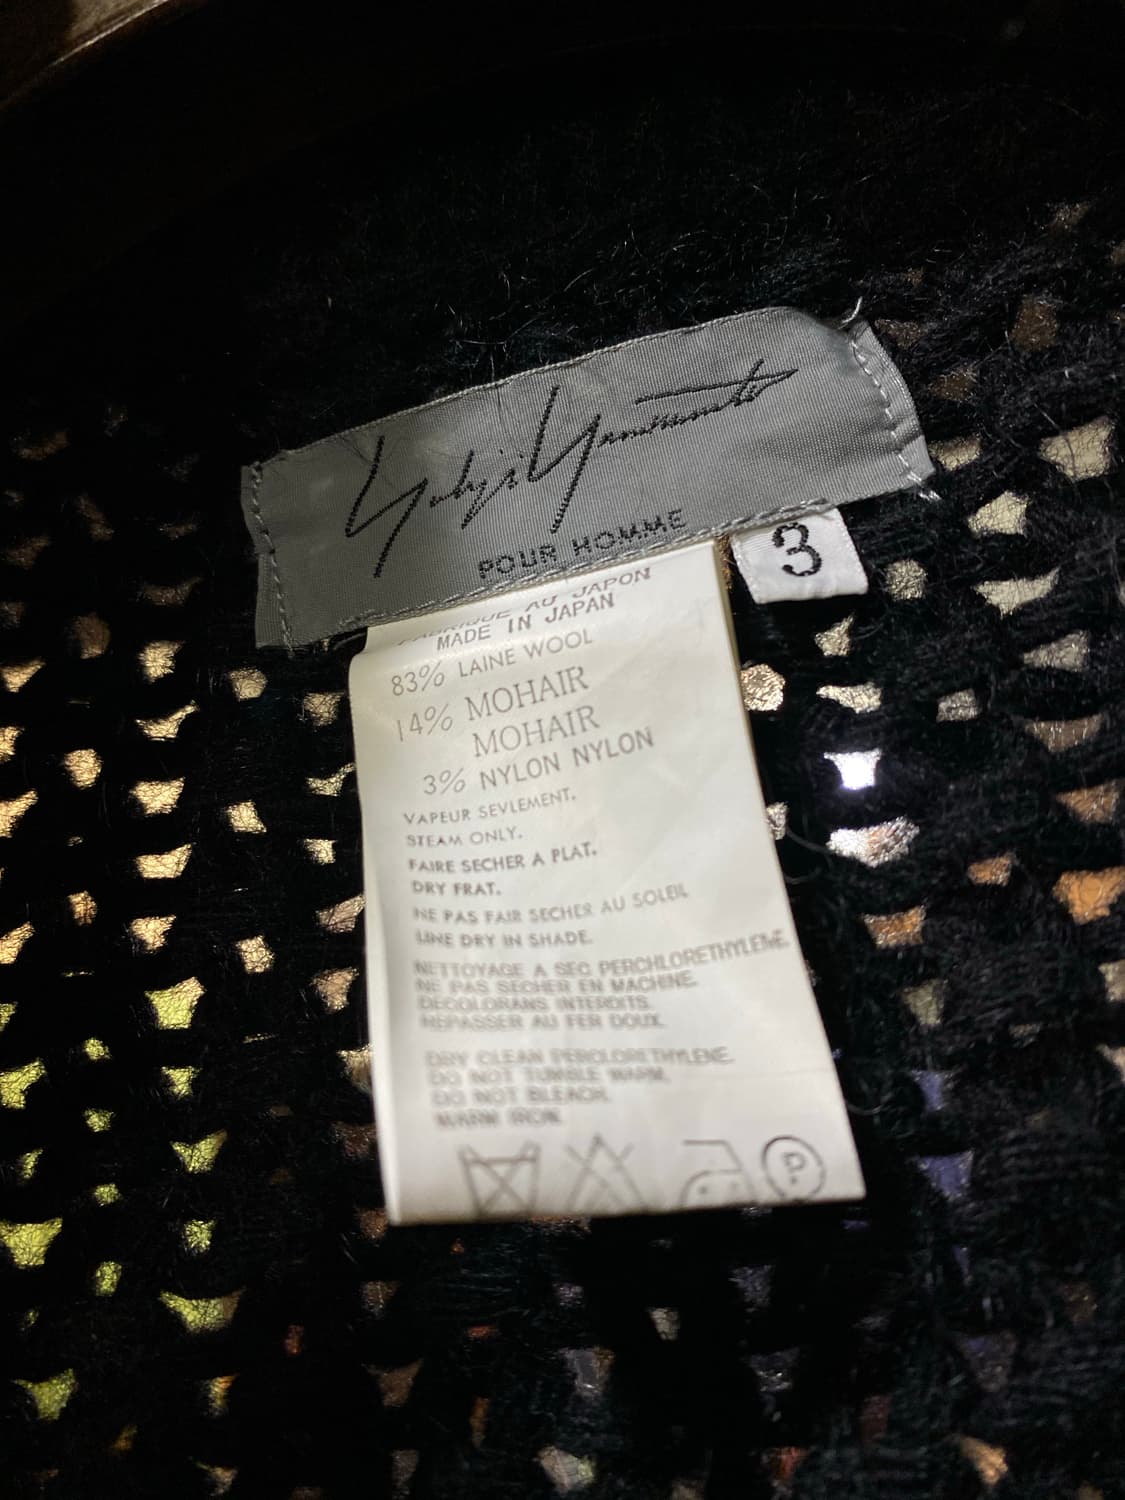 Yohji Yamamoto
POUR HOMME
3
FABRIQUE AU JAPON
MADE IN JAPAN
83% LAINE WOOL
14% MOHAIR
MOHAIR
3% NYLON NYLON
VAPEUR SEVLEMENT.
STEAM ONLY.
FAIRE SECHER A PLAT.
DRY FRAT.
NE PAS FAIR SECHER AU SOLEIL
LINE DRY IN SHADE.
NETTOYAGE A SEC PERCHLORETHYLENE.
NE PAS SECHER EN MACHINE.
DECOLORANS INTERDITS.
REPASSER AU FER DOUX.
DRY CLEAN PERCLORETHYLENE.
DO NOT TUMBLE WARM.
DO NOT BLEACH.
WARM IRON.
P